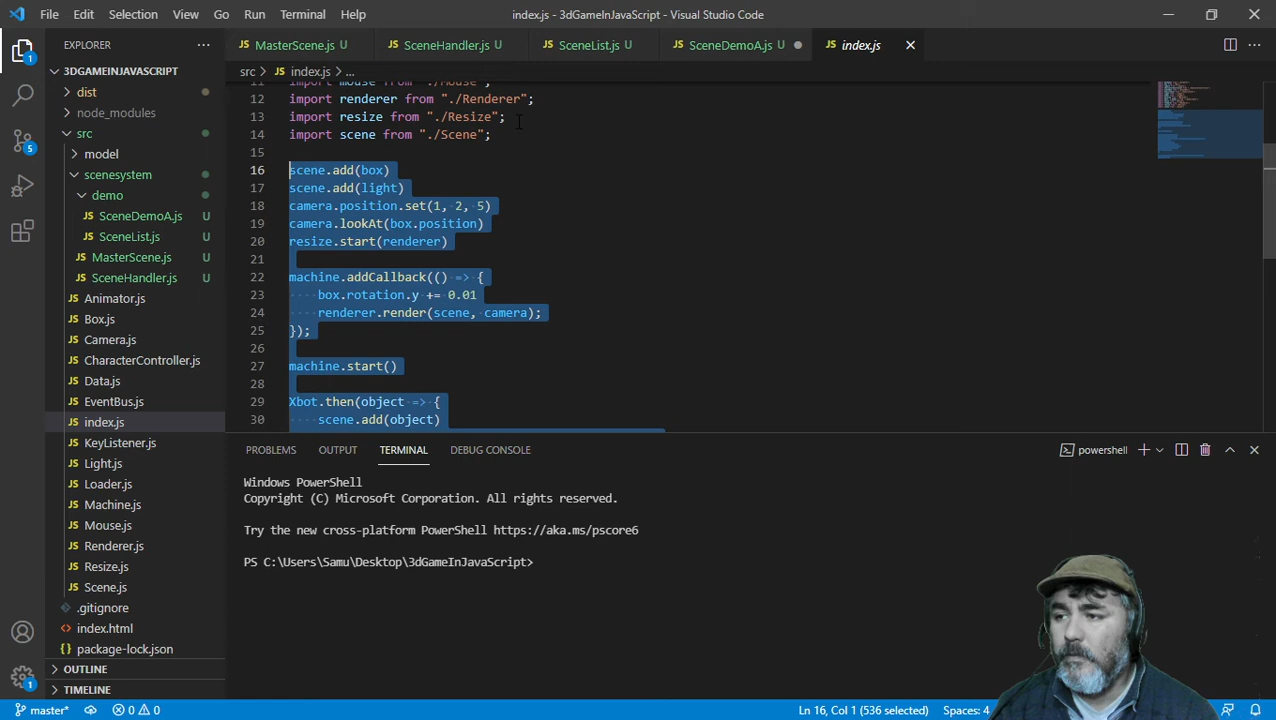 File Edit Selection View Go Run Terminal Help
index.js - 3dGameInJavaScript - Visual Studio Code
EXPLORER
JS MasterScene.js U
JS SceneHandler.js U
JS SceneList.js U
JS SceneDemoA.js U
JS index.js
3DGAMEINJAVASCRIPT
dist
node_modules
src
model
scenesystem
demo
JS SceneDemoA.js U
JS SceneList.js U
JS MasterScene.js U
JS SceneHandler.js U
JS Animator.js
JS Box.js
JS Camera.js
JS CharacterController.js
JS Data.js
JS EventBus.js
JS index.js
JS KeyListener.js
JS Light.js
JS Loader.js
JS Machine.js
JS Mouse.js
JS Renderer.js
JS Resize.js
JS Scene.js
.gitignore
index.html
package-lock.json
OUTLINE
TIMELINE
src > JS index.js > ...
11 import mouse from "./Mouse";
12 import renderer from "./Renderer";
13 import resize from "./Resize";
14 import scene from "./Scene";
15
16 scene.add(box)
17 scene.add(light)
18 camera.position.set(1, 2, 5)
19 camera.lookAt(box.position)
20 resize.start(renderer)
21
22 machine.addCallback(() => {
23 box.rotation.y += 0.01
24 renderer.render(scene, camera);
25 });
26
27 machine.start()
28
29 Xbot.then(object => {
30 scene.add(object)
PROBLEMS OUTPUT TERMINAL DEBUG CONSOLE
powershell
Windows PowerShell
Copyright (C) Microsoft Corporation. All rights reserved.
Try the new cross-platform PowerShell https://aka.ms/pscore6
PS C:\Users\Samu\Desktop\3dGameInJavaScript>
1
5
1
master* 0 0
Ln 16, Col 1 (536 selected) Spaces: 4